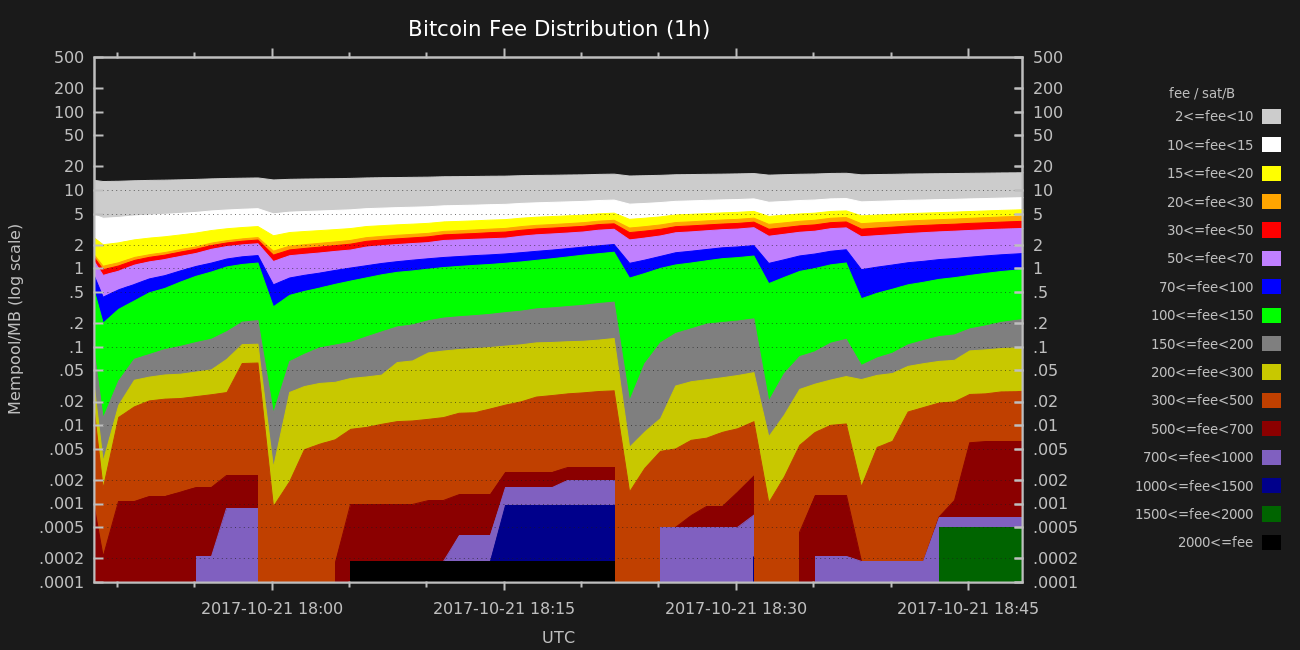 Bitcoin Fee Distribution (1h)
Mempool/MB (log scale)
500
200
100
50
20
10
5
2
1
.5
.2
.1
.05
.02
.01
.005
.002
.001
.0005
.0002
.0001
500
200
100
50
20
10
5
2
1
.5
.2
.1
.05
.02
.01
.005
.002
.001
.0005
.0002
.0001
2017-10-21 18:00
2017-10-21 18:15
2017-10-21 18:30
2017-10-21 18:45
UTC
fee / sat/B
2<=fee<10
10<=fee<15
15<=fee<20
20<=fee<30
30<=fee<50
50<=fee<70
70<=fee<100
100<=fee<150
150<=fee<200
200<=fee<300
300<=fee<500
500<=fee<700
700<=fee<1000
1000<=fee<1500
1500<=fee<2000
2000<=fee